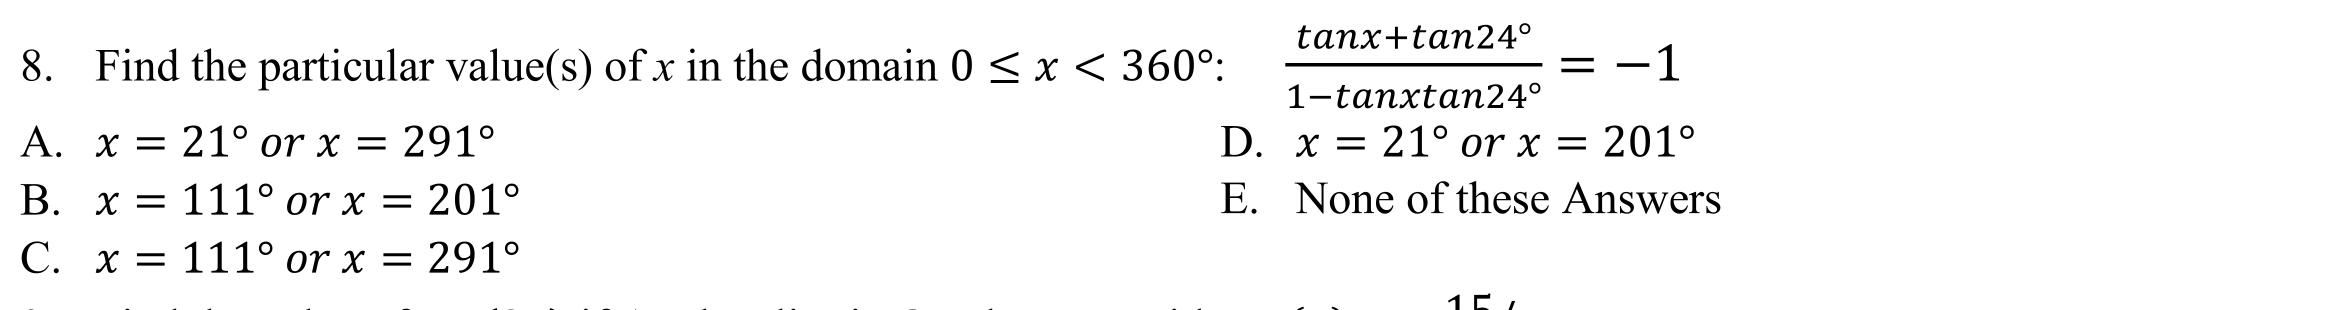 8. Find the particular value(s) of x in the domain 0 ≤ x < 360°: \frac{tanx+tan24°}{1−tanxtan24°} = −1
A. x = 21° or x = 291°
B. x = 111° or x = 201°
C. x = 111° or x = 291°
D. x = 21° or x = 201°
E. None of these Answers